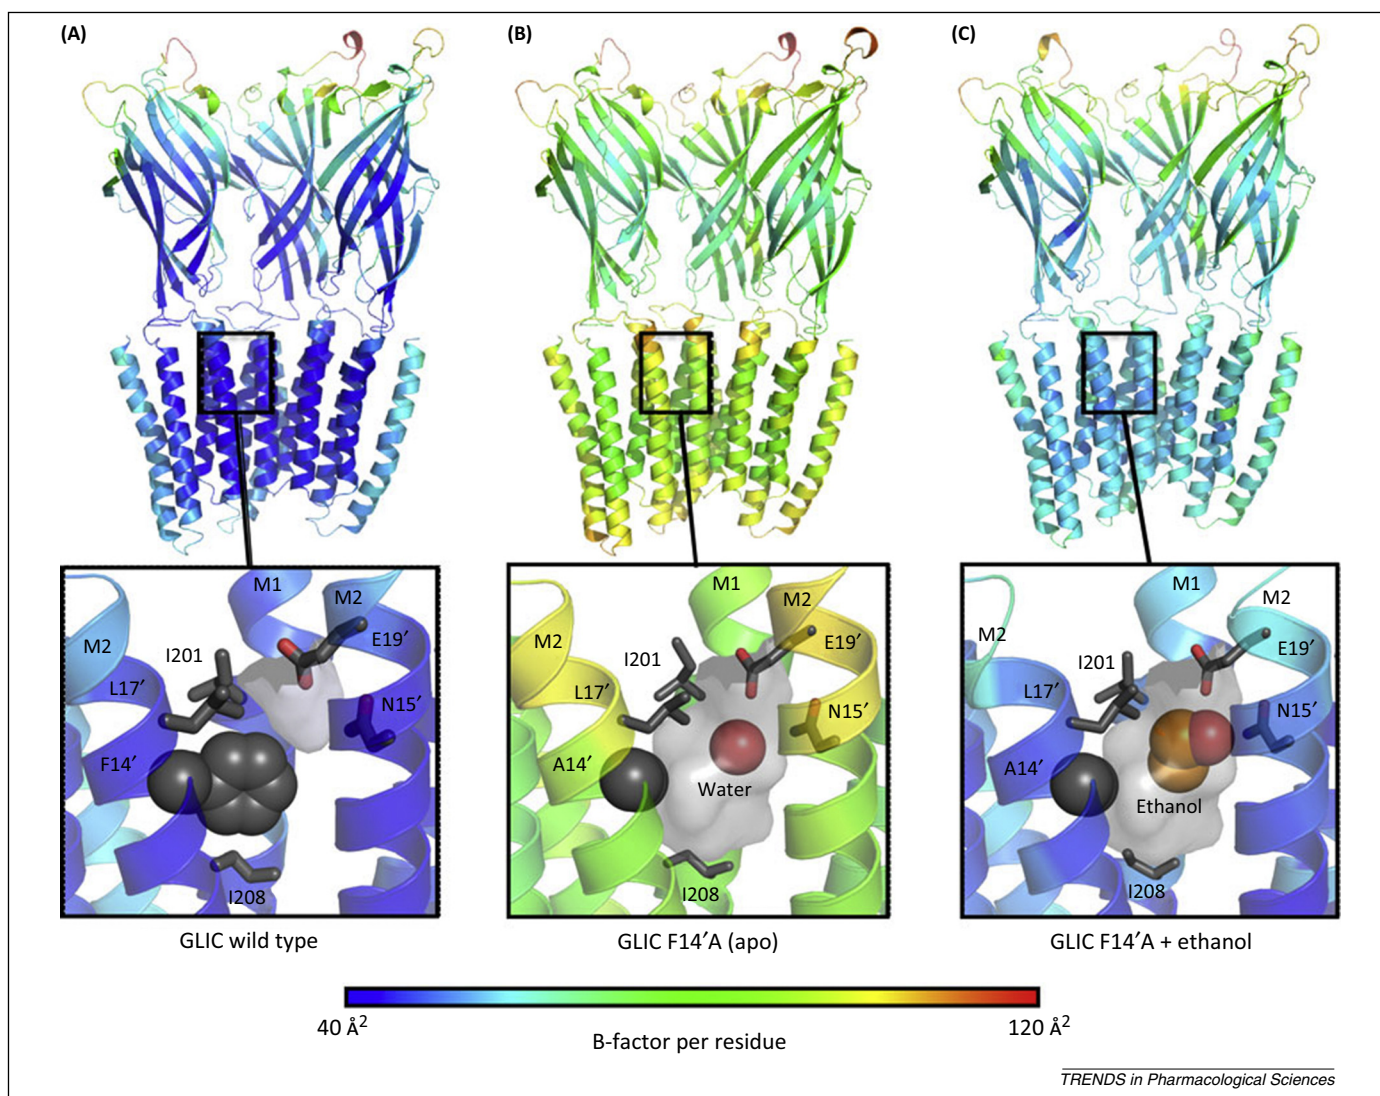 (A)
(B)
(C)
M1
M2
M2
E19′
I201
L17′
N15′
F14′
I208
GLIC wild type
M1
M2
M2
E19′
I201
L17′
N15′
A14′
Water
I208
GLIC F14′A (apo)
M1
M2
M2
E19′
I201
L17′
N15′
A14′
Ethanol
I208
GLIC F14′A + ethanol
40 Å²
120 Å²
B-factor per residue
TRENDS in Pharmacological Sciences